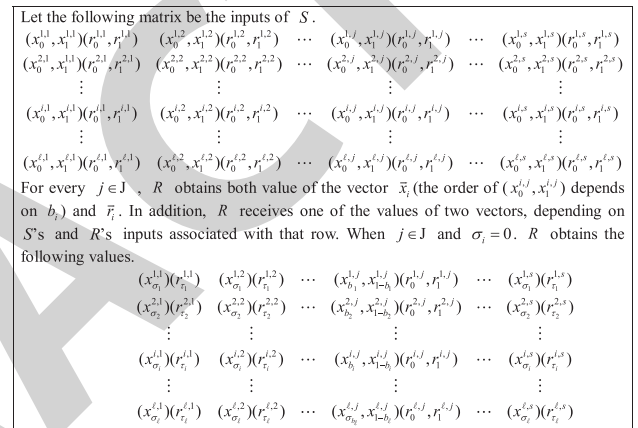 Let the following matrix be the inputs of S.
(x_0^{1,1}, x_1^{1,1})(r_0^{1,1}, r_1^{1,1}) (x_0^{1,2}, x_1^{1,2})(r_0^{1,2}, r_1^{1,2}) ⋯ (x_0^{1,j}, x_1^{1,j})(r_0^{1,j}, r_1^{1,j}) ⋯ (x_0^{1,s}, x_1^{1,s})(r_0^{1,s}, r_1^{1,s})
(x_0^{2,1}, x_1^{2,1})(r_0^{2,1}, r_1^{2,1}) (x_0^{2,2}, x_1^{2,2})(r_0^{2,2}, r_1^{2,2}) ⋯ (x_0^{2,j}, x_1^{2,j})(r_0^{2,j}, r_1^{2,j}) ⋯ (x_0^{2,s}, x_1^{2,s})(r_0^{2,s}, r_1^{2,s})
⋮ ⋮ ⋮ ⋮
(x_0^{i,1}, x_1^{i,1})(r_0^{i,1}, r_1^{i,1}) (x_0^{i,2}, x_1^{i,2})(r_0^{i,2}, r_1^{i,2}) ⋯ (x_0^{i,j}, x_1^{i,j})(r_0^{i,j}, r_1^{i,j}) ⋯ (x_0^{i,s}, x_1^{i,s})(r_0^{i,s}, r_1^{i,s})
⋮ ⋮ ⋮ ⋮
(x_0^{ℓ,1}, x_1^{ℓ,1})(r_0^{ℓ,1}, r_1^{ℓ,1}) (x_0^{ℓ,2}, x_1^{ℓ,2})(r_0^{ℓ,2}, r_1^{ℓ,2}) ⋯ (x_0^{ℓ,j}, x_1^{ℓ,j})(r_0^{ℓ,j}, r_1^{ℓ,j}) ⋯ (x_0^{ℓ,s}, x_1^{ℓ,s})(r_0^{ℓ,s}, r_1^{ℓ,s})
For every j∈J , R obtains both value of the vector x̄_i (the order of (x_0^{i,j}, x_1^{i,j}) depends
on b_i) and r̄_i. In addition, R receives one of the values of two vectors, depending on
S's and R's inputs associated with that row. When j∈J and σ_i=0. R obtains the
following values.
(x_{σ_1}^{1,1})(r_{τ_1}^{1,1}) (x_{σ_1}^{1,2})(r_{τ_1}^{1,2}) ⋯ (x_{b_1}^{1,j}, x_{1-b_1}^{1,j})(r_0^{1,j}, r_1^{1,j}) ⋯ (x_{σ_1}^{1,s})(r_{τ_1}^{1,s})
(x_{σ_2}^{2,1})(r_{τ_2}^{2,1}) (x_{σ_2}^{2,2})(r_{τ_2}^{2,2}) ⋯ (x_{b_2}^{2,j}, x_{1-b_2}^{2,j})(r_0^{2,j}, r_1^{2,j}) ⋯ (x_{σ_2}^{2,s})(r_{τ_2}^{2,s})
⋮ ⋮ ⋮ ⋮
(x_{σ_i}^{i,1})(r_{τ_i}^{i,1}) (x_{σ_i}^{i,2})(r_{τ_i}^{i,2}) ⋯ (x_{b_i}^{i,j}, x_{1-b_i}^{i,j})(r_0^{i,j}, r_1^{i,j}) ⋯ (x_{σ_i}^{i,s})(r_{τ_i}^{i,s})
⋮ ⋮ ⋮ ⋮
(x_{σ_ℓ}^{ℓ,1})(r_{τ_ℓ}^{ℓ,1}) (x_{σ_ℓ}^{ℓ,2})(r_{τ_ℓ}^{ℓ,2}) ⋯ (x_{σ_{b_ℓ}}^{ℓ,j}, x_{1-b_ℓ}^{ℓ,j})(r_0^{ℓ,j}, r_1^{ℓ,j}) ⋯ (x_{σ_ℓ}^{ℓ,s})(r_{τ_ℓ}^{ℓ,s})